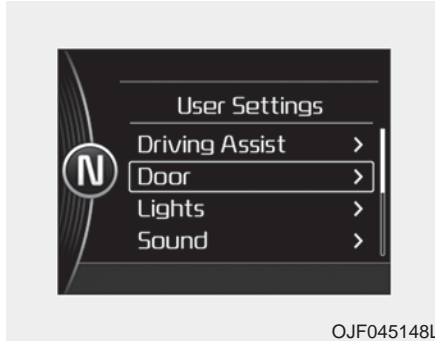 User Settings
Driving Assist >
N
Door >
Lights >
Sound >
OJF045148L